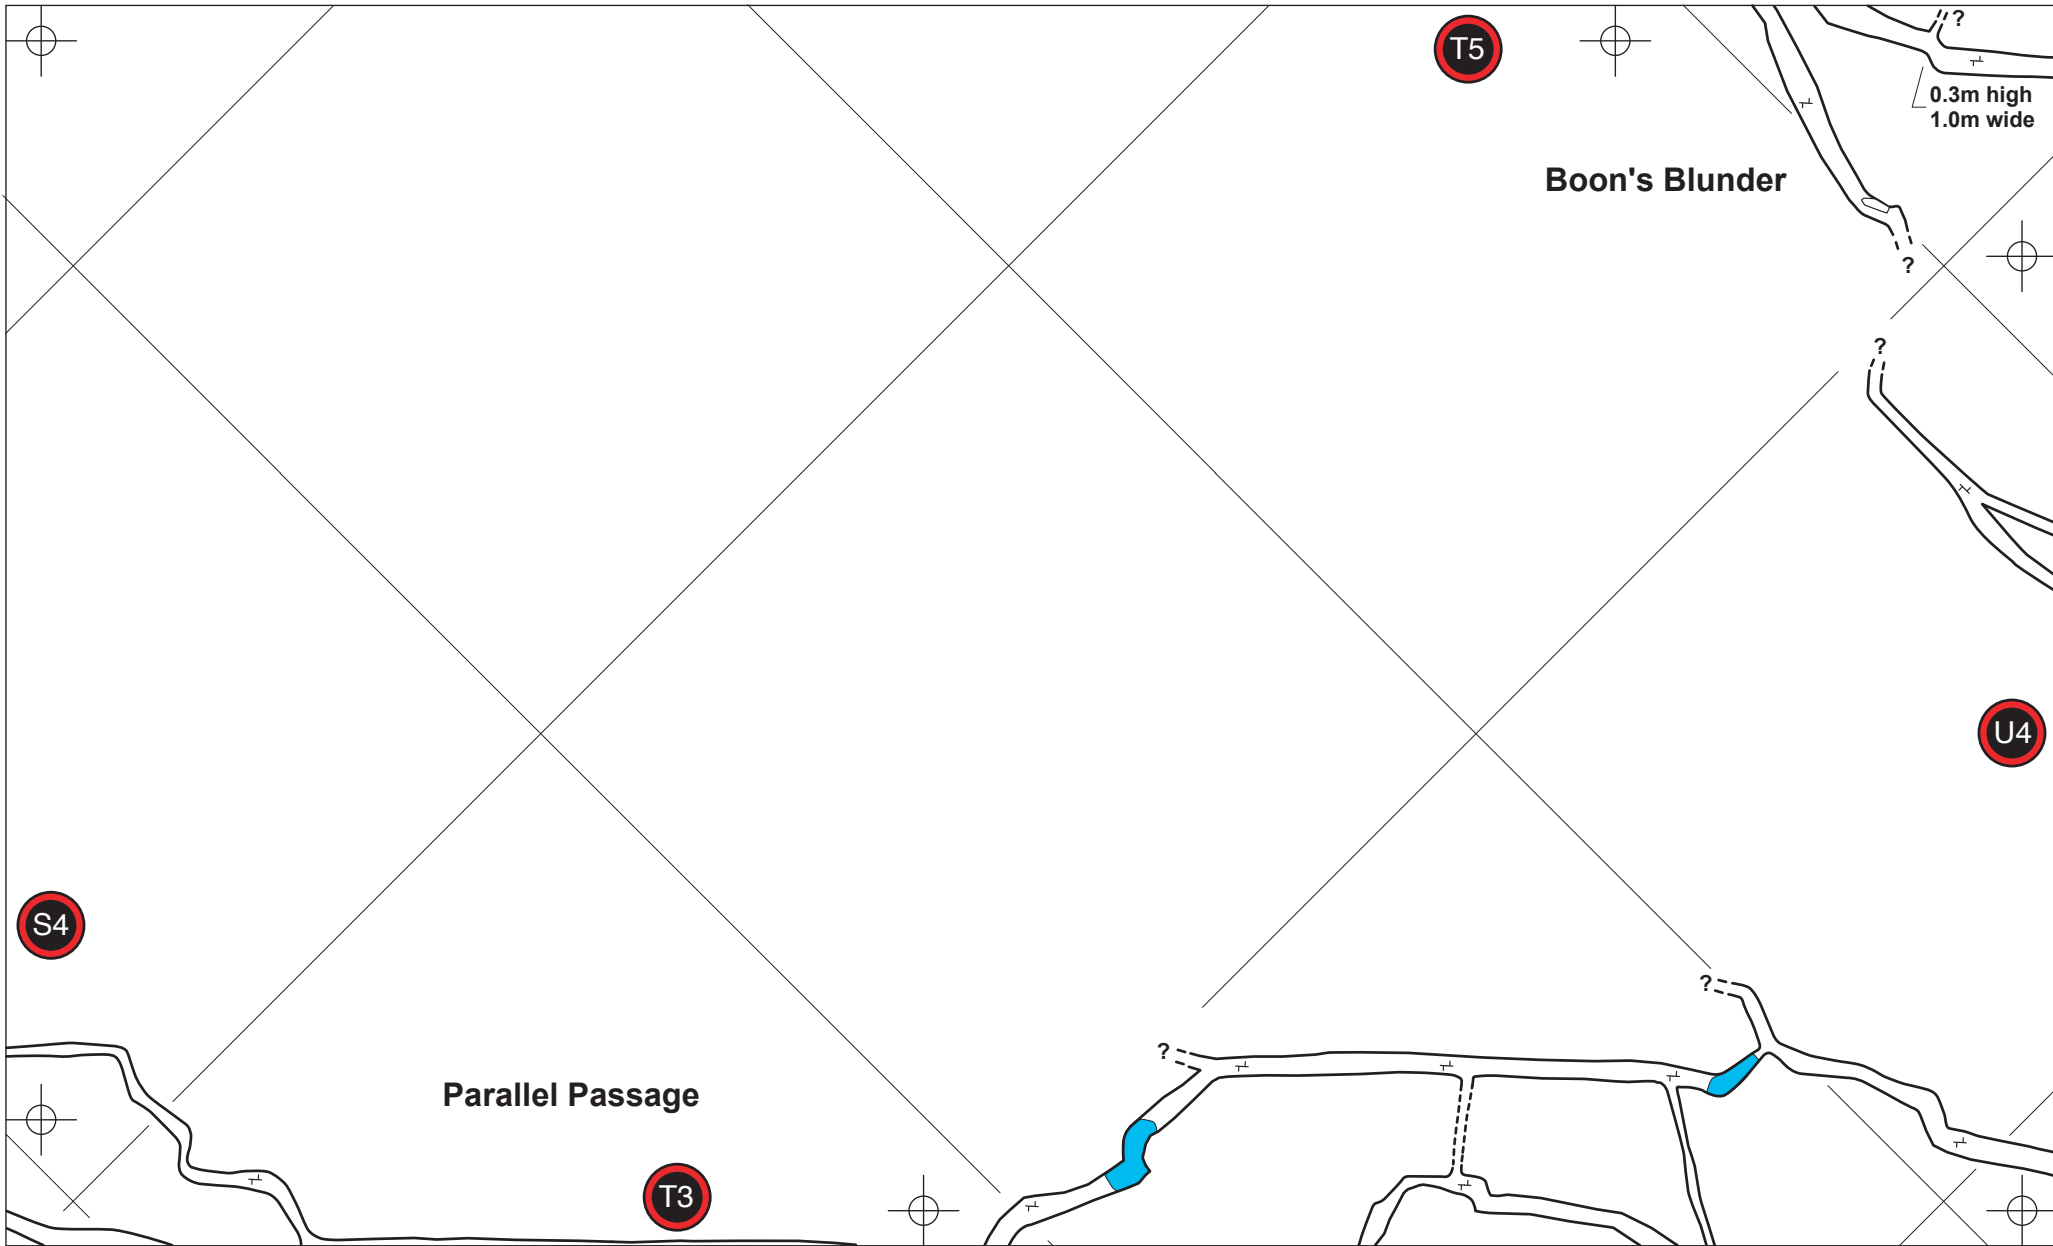 T5
?
0.3m high
1.0m wide
Boon's Blunder
?
?
U4
S4
?
?
Parallel Passage
T3